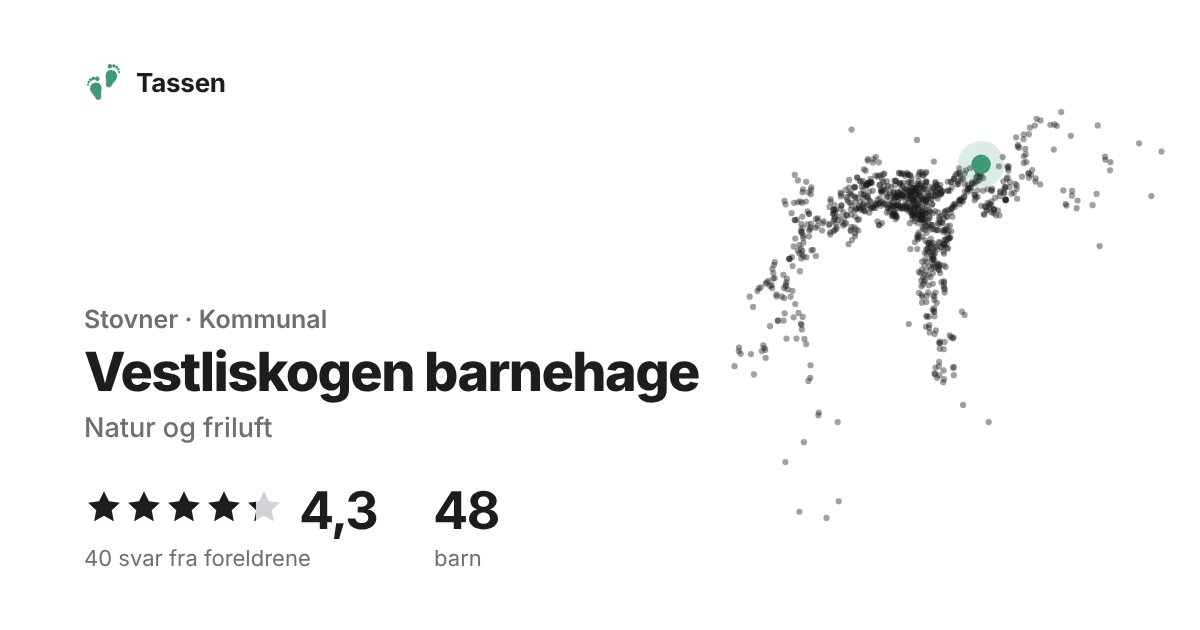 Tassen
Stovner · Kommunal
Vestliskogen barnehage
Natur og friluft
4,3
40 svar fra foreldrene
48
barn